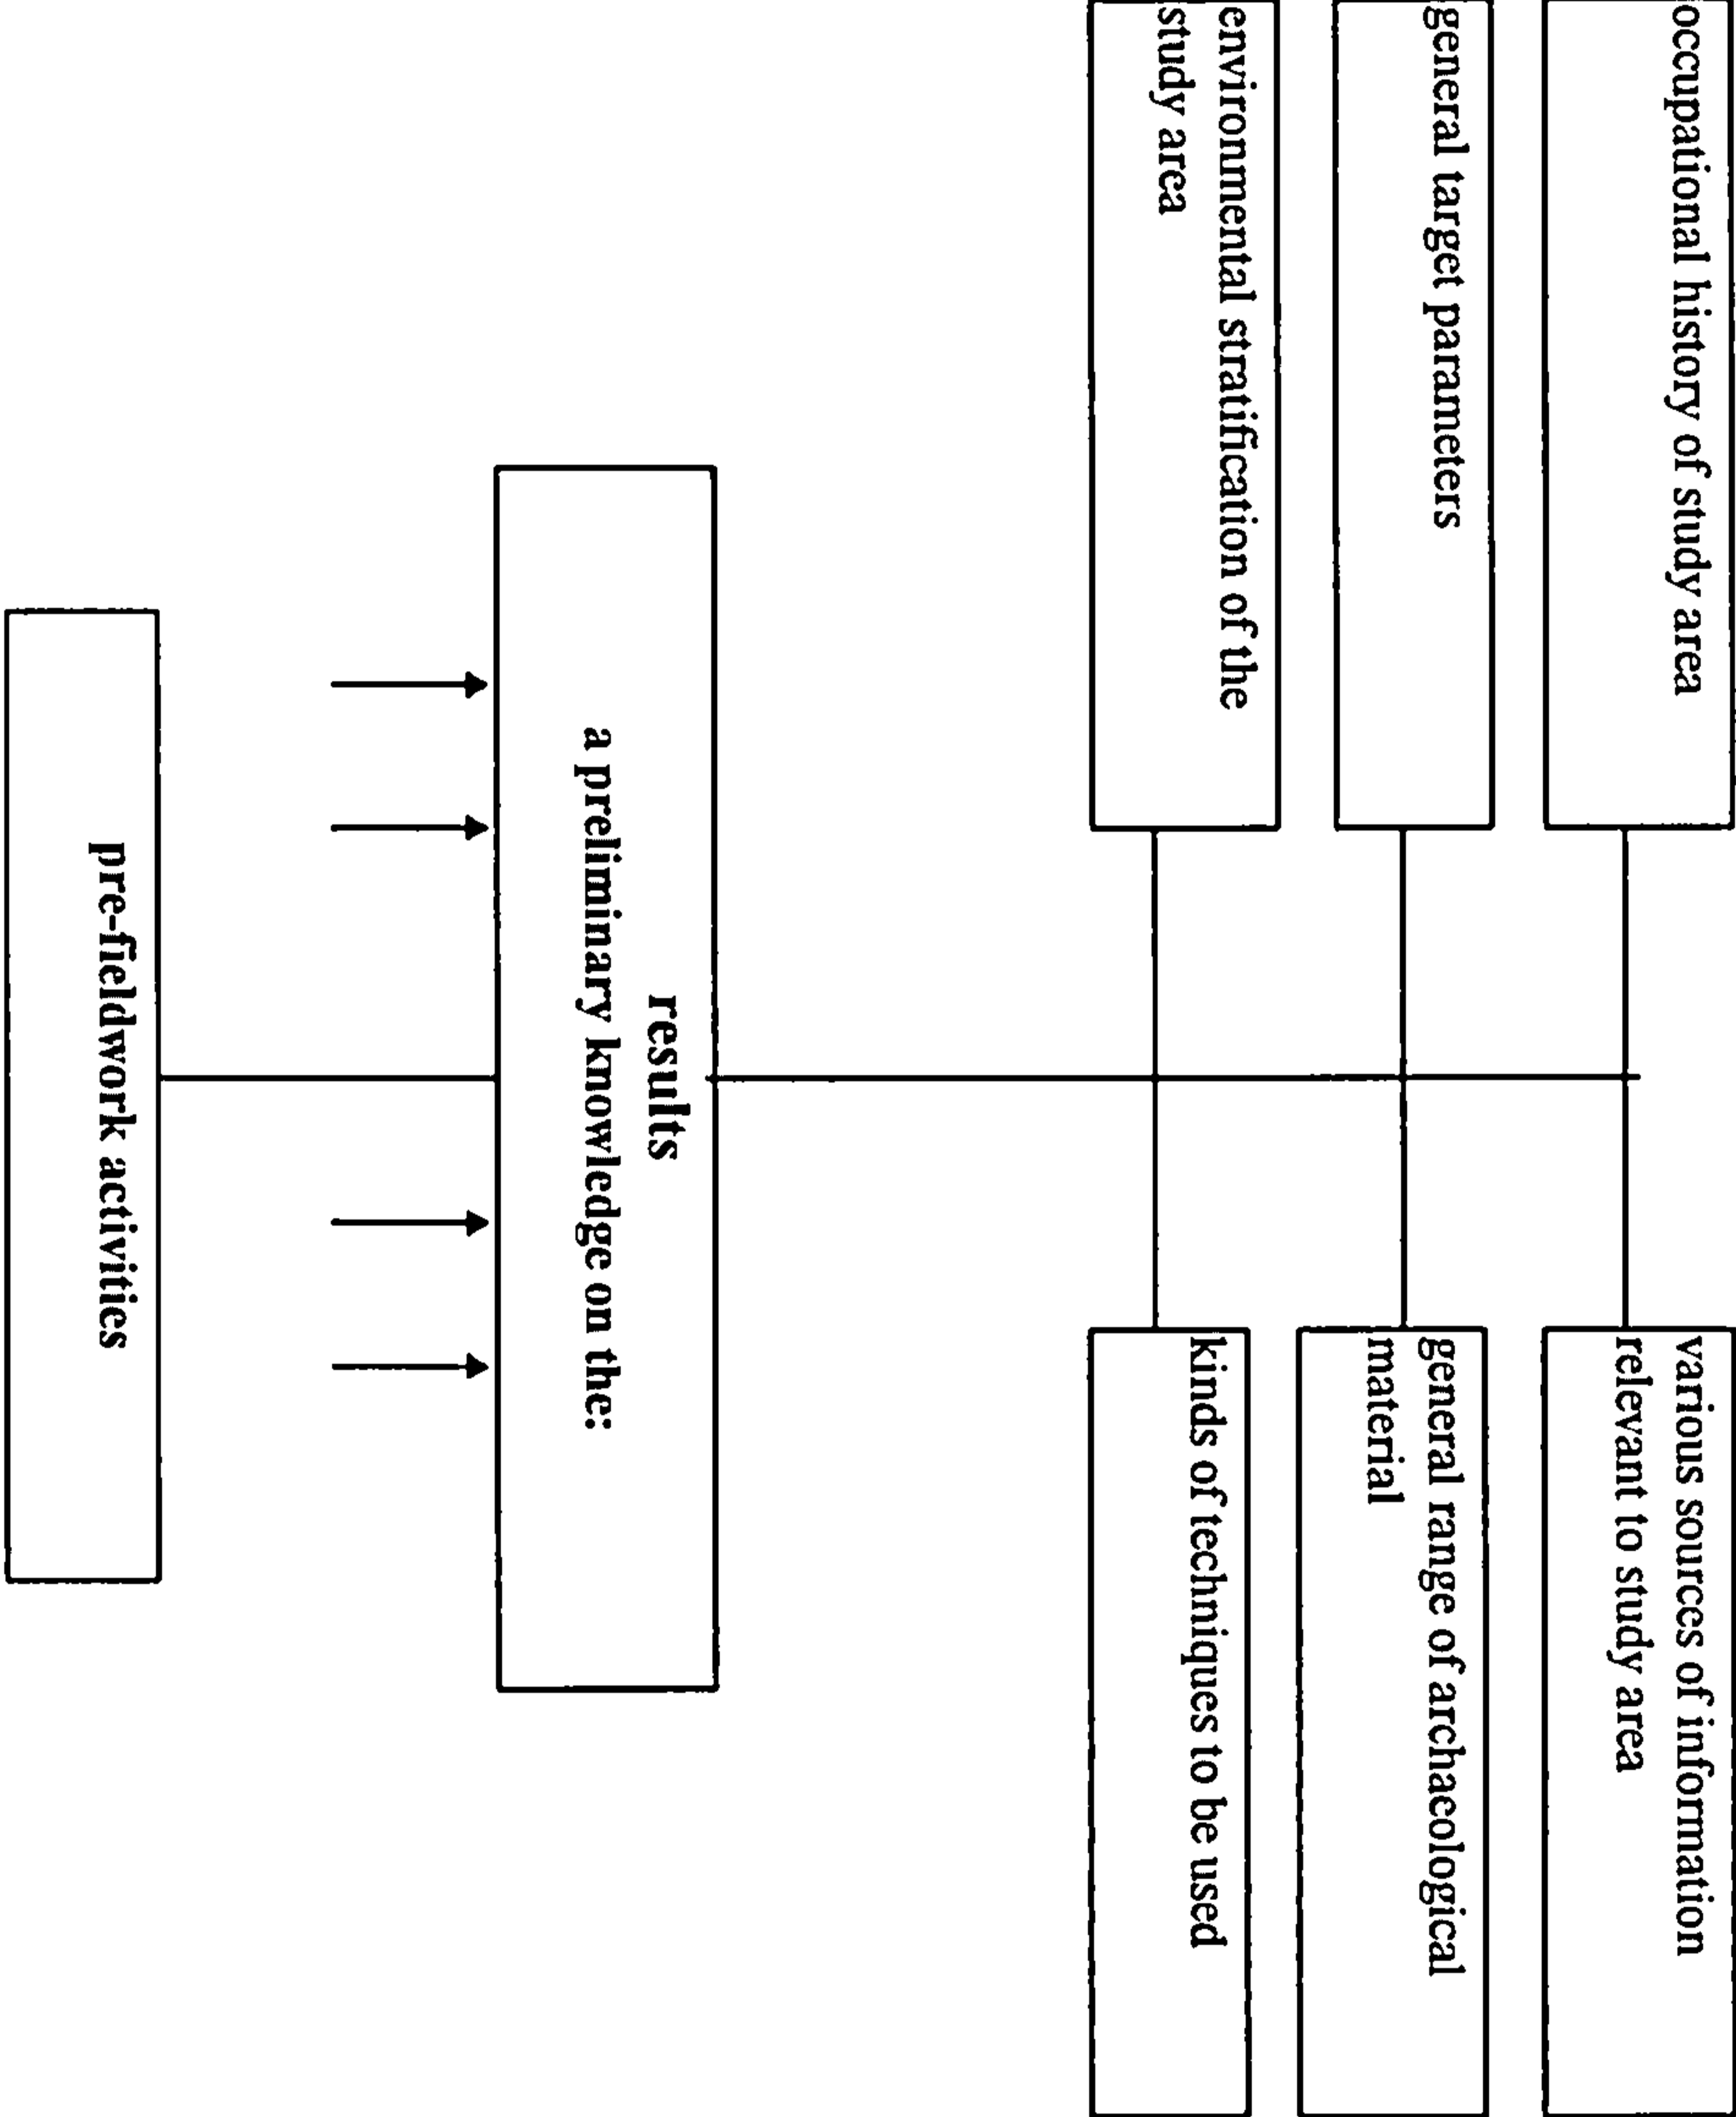 occupational history of study area
various sources of information
relevant to study area
general target parameters
general range of archaeological
material
environmental stratification of the
study area
kinds of techniques to be used
results
a preliminary knowledge on the:
pre-fieldwork activities